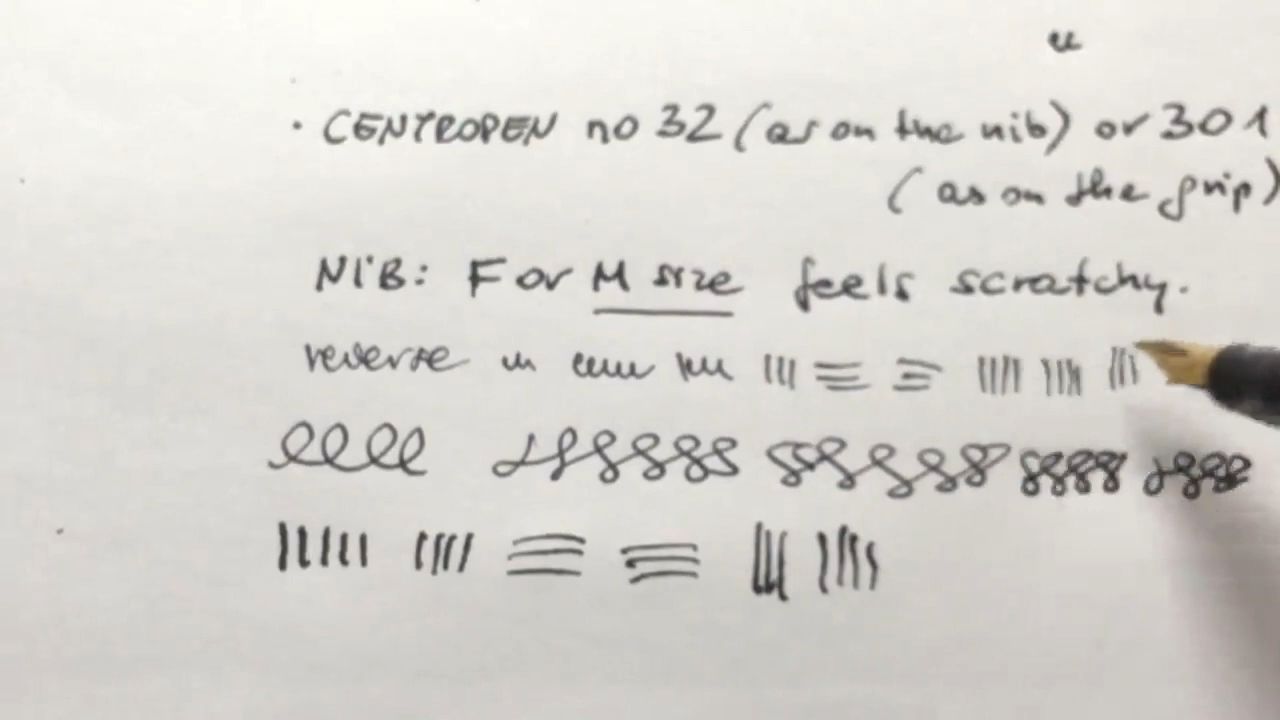 u
· CENTROPEN no 32 (as on the nib) or 301
(as on the grip)
NIB: F or M size feels scratchy.
reverse